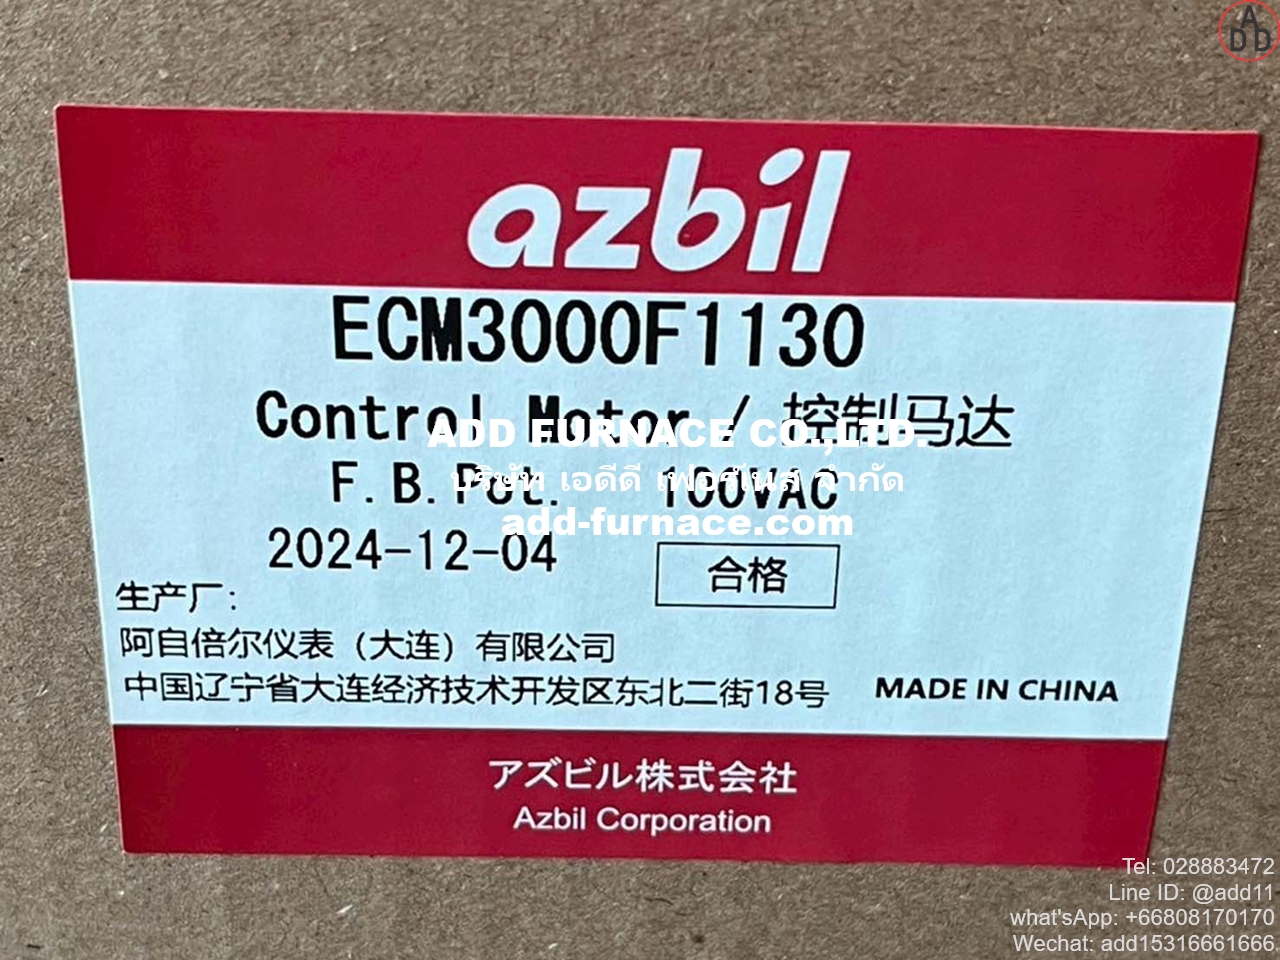 ADD
azbil
ECM3000F1130
Control Motor / 控制马达
ADD FURNACE CO.,LTD.
F.B.Pot. 100VAC
บริษัท เอดีดี เฟอร์เนส จำกัด
add-furnace.com
2024-12-04
合格
生产厂:
阿自倍尔仪表（大连）有限公司
中国辽宁省大连经济技术开发区东北二街18号 MADE IN CHINA
アズビル株式会社
Azbil Corporation
Tel: 028883472
Line ID: @add11
what'sApp: +66808170170
Wechat: add15316661666